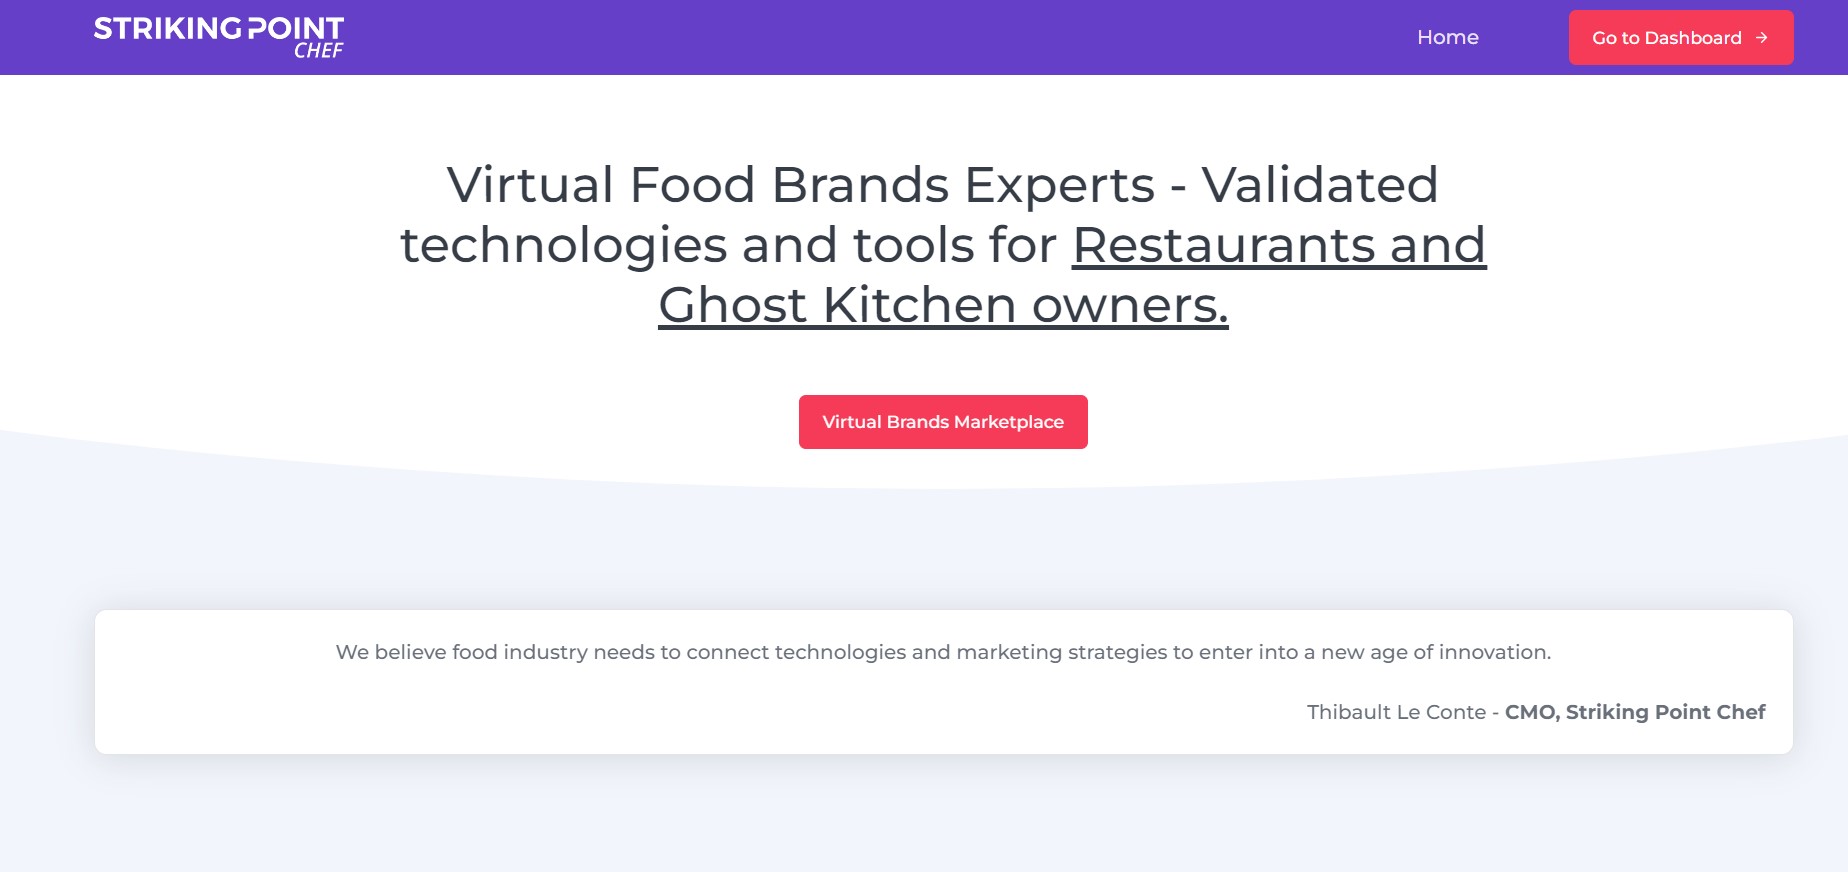 STRIKING POINT
CHEF
Home
Go to Dashboard →
Virtual Food Brands Experts - Validated
technologies and tools for Restaurants and
Ghost Kitchen owners.
Virtual Brands Marketplace
We believe food industry needs to connect technologies and marketing strategies to enter into a new age of innovation.
Thibault Le Conte - CMO, Striking Point Chef